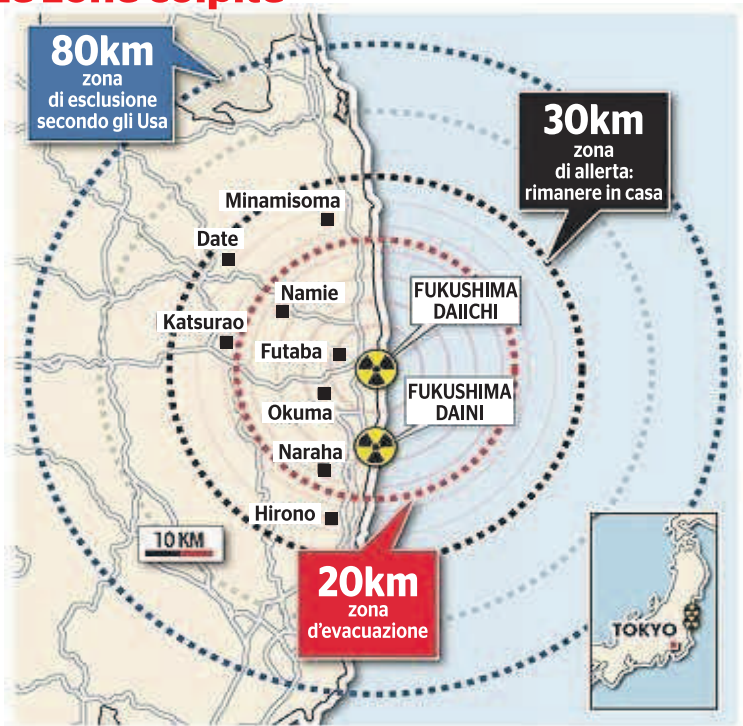 80km
zona
di esclusione
secondo gli Usa
30km
zona
di allerta:
rimanere in casa
Minamisoma
Date
Namie
FUKUSHIMA
DAIICHI
Katsurao
Futaba
FUKUSHIMA
DAINI
Okuma
Naraha
Hirono
10 KM
20km
zona
d'evacuazione
TOKYO